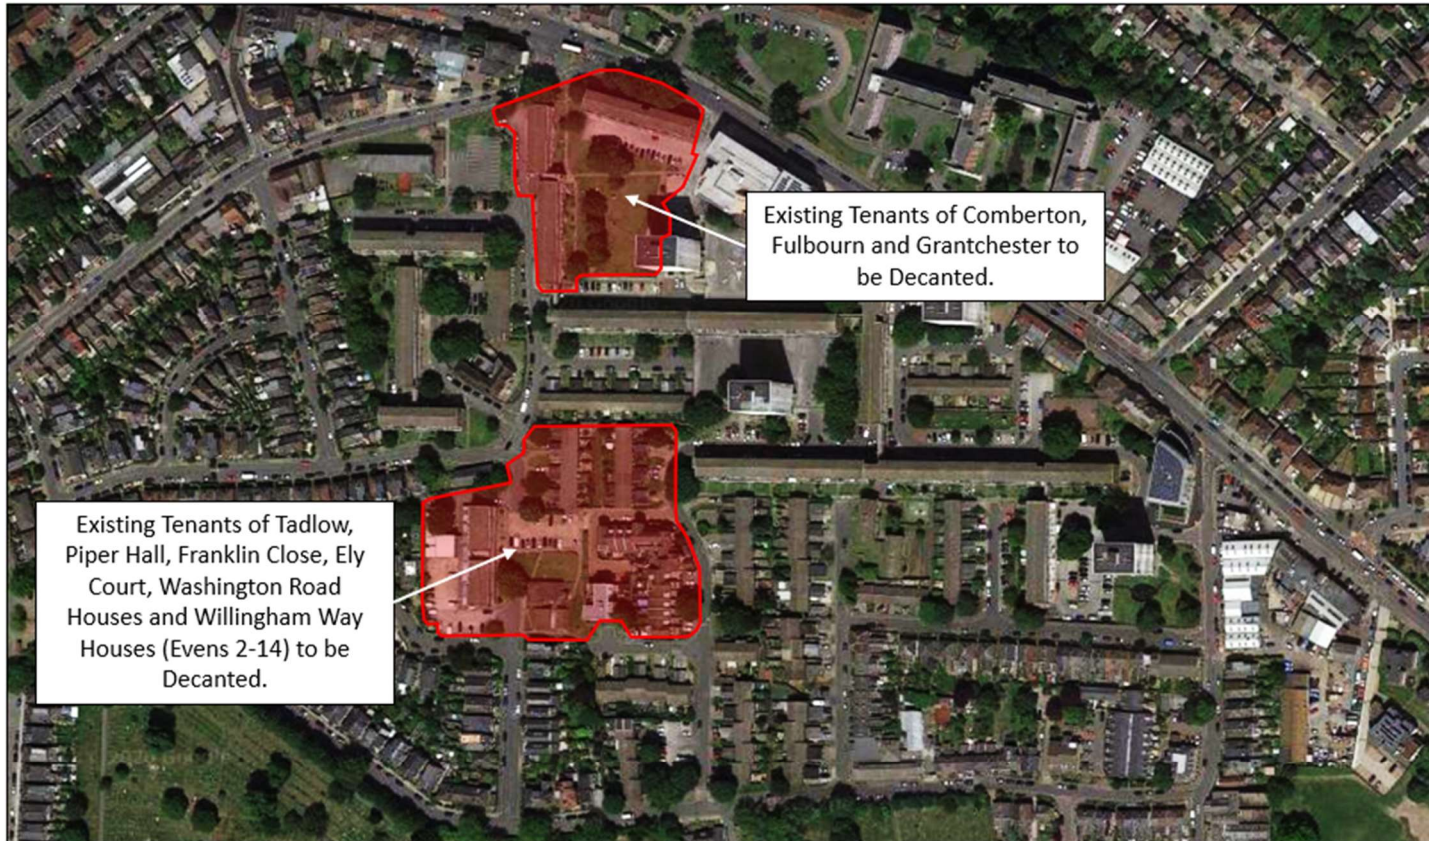 Existing Tenants of Comberton,
Fulbourn and Grantchester to
be Decanted.
Existing Tenants of Tadlow,
Piper Hall, Franklin Close, Ely
Court, Washington Road
Houses and Willingham Way
Houses (Evens 2-14) to be
Decanted.